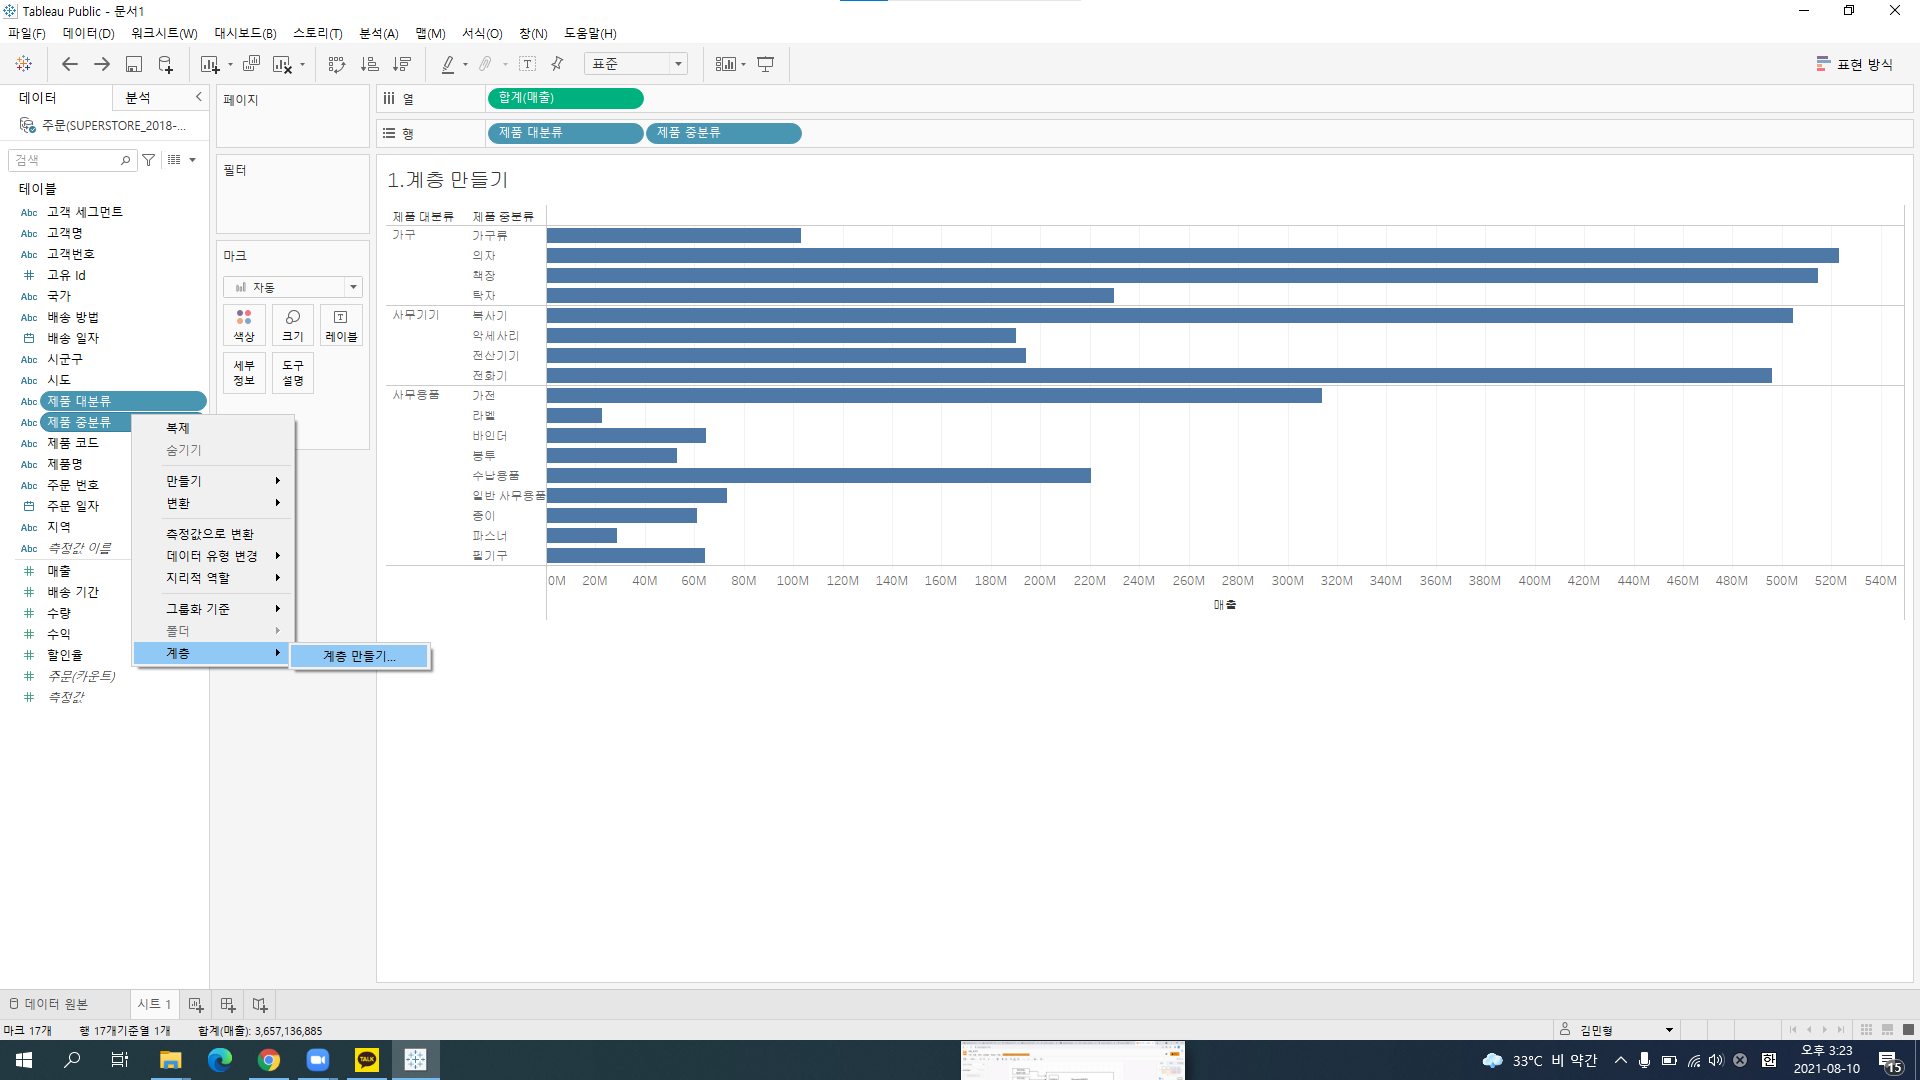 Tableau Public - 문서1
파일(F) 데이터(D) 워크시트(W) 대시보드(B) 스토리(T) 분석(A) 맵(M) 서식(O) 창(N) 도움말(H)
표준
표현 방식
데이터
분석
주문(SUPERSTORE_2018-...
검색
테이블
Abc 고객 세그먼트
Abc 고객명
Abc 고객번호
# 고유 Id
Abc 국가
Abc 배송 방법
배송 일자
Abc 시군구
Abc 시도
Abc 제품 대분류
Abc 제품 중분류
Abc 제품 코드
Abc 제품명
Abc 주문 번호
주문 일자
Abc 지역
Abc 측정값 이름
# 매출
# 배송 기간
# 수량
# 수익
# 할인율
# 주문(카운트)
# 측정값
복제
숨기기
만들기
변환
측정값으로 변환
데이터 유형 변경
지리적 역할
그룹화 기준
폴더
계층
계층 만들기...
페이지
필터
마크
자동
색상 크기 레이블
세부 정보
도구 설명
열 합계(매출)
행 제품 대분류 제품 중분류
1.계층 만들기
제품 대분류 제품 중분류
가구 가구류
의자
책장
탁자
사무기기 복사기
악세사리
전산기기
전화기
사무용품 가전
라벨
바인더
봉투
수납용품
일반 사무용품
종이
파스너
필기구
0M 20M 40M 60M 80M 100M 120M 140M 160M 180M 200M 220M 240M 260M 280M 300M 320M 340M 360M 380M 400M 420M 440M 460M 480M 500M 520M 540M
매출
데이터 원본
시트 1
마크 17개 행 17개기준열 1개 합계(매출): 3,657,136,885
김민형
TALK
33°C 비 약간
한
오후 3:23
2021-08-10
15